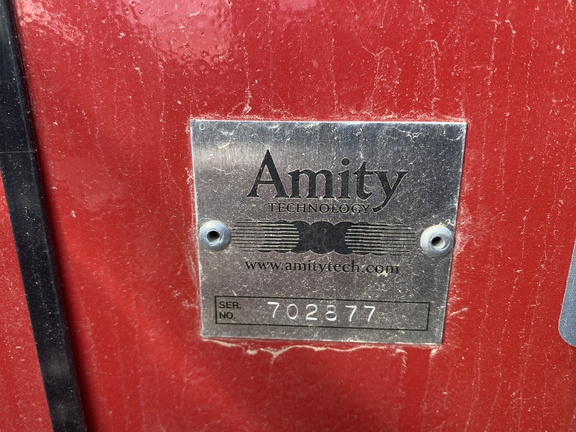 Amity
TECHNOLOGY
www.amitytech.com
SER. NO. 702877